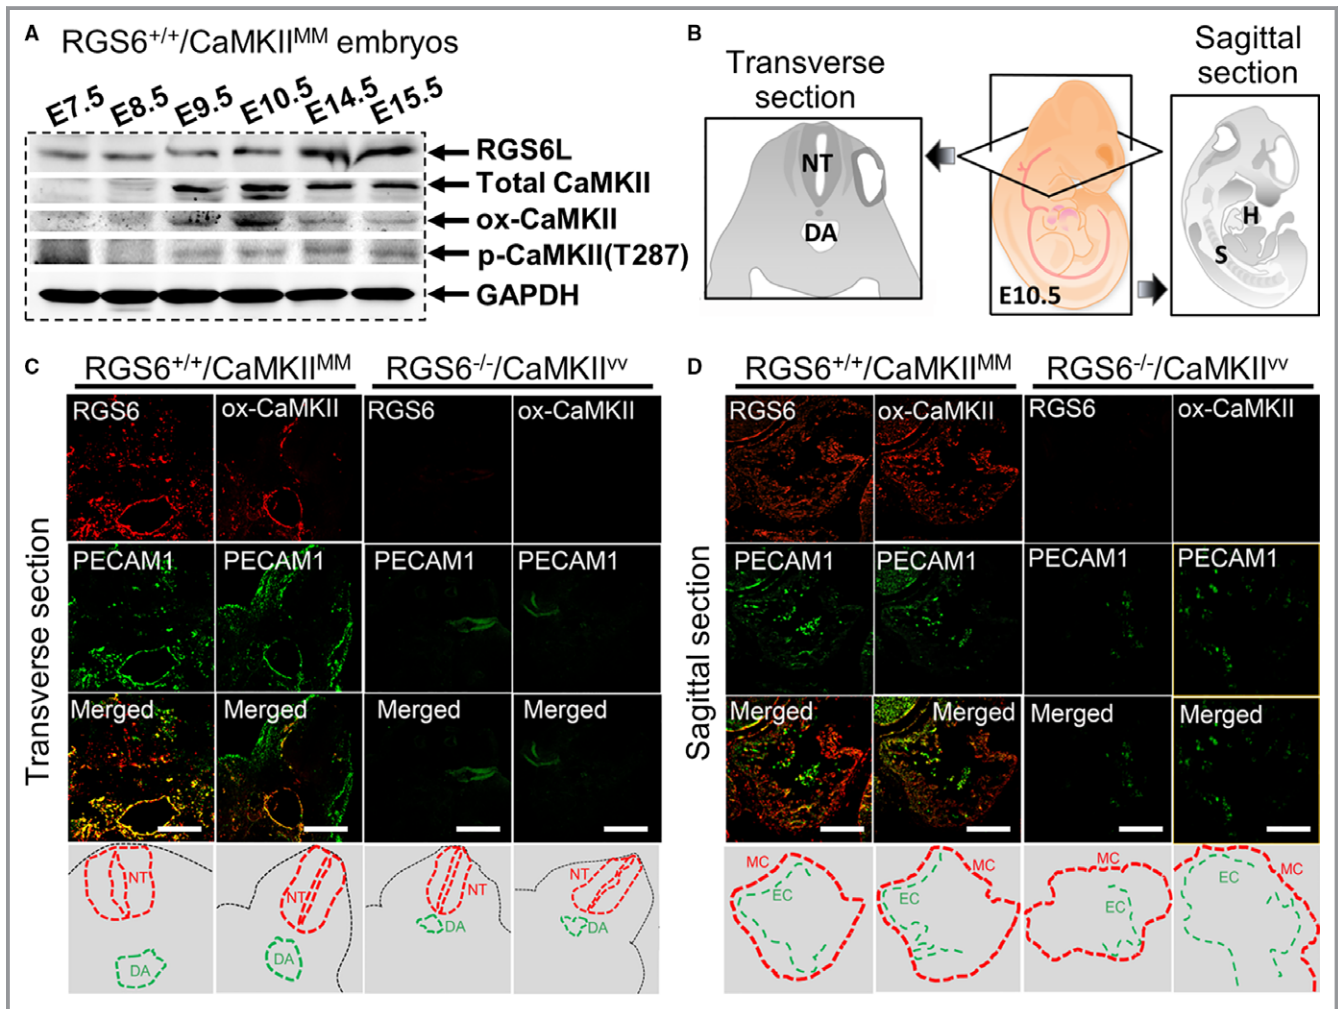 A
RGS6+/+/CaMKIIMM embryos
E7.5 E8.5 E9.5 E10.5 E14.5 E15.5
RGS6L
Total CaMKII
ox-CaMKII
p-CaMKII(T287)
GAPDH
B
Transverse
section
Sagittal
section
NT
DA
E10.5
H
S
C
RGS6+/+/CaMKIIMM RGS6-/-/CaMKIIvv
Transverse section
RGS6 ox-CaMKII RGS6 ox-CaMKII
PECAM1 PECAM1 PECAM1 PECAM1
Merged Merged Merged Merged
NT NT NT NT
DA DA DA DA
D
RGS6+/+/CaMKIIMM RGS6-/-/CaMKIIvv
Sagittal section
RGS6 ox-CaMKII RGS6 ox-CaMKII
PECAM1 PECAM1 PECAM1 PECAM1
Merged Merged Merged Merged
MC MC MC MC
EC EC EC EC